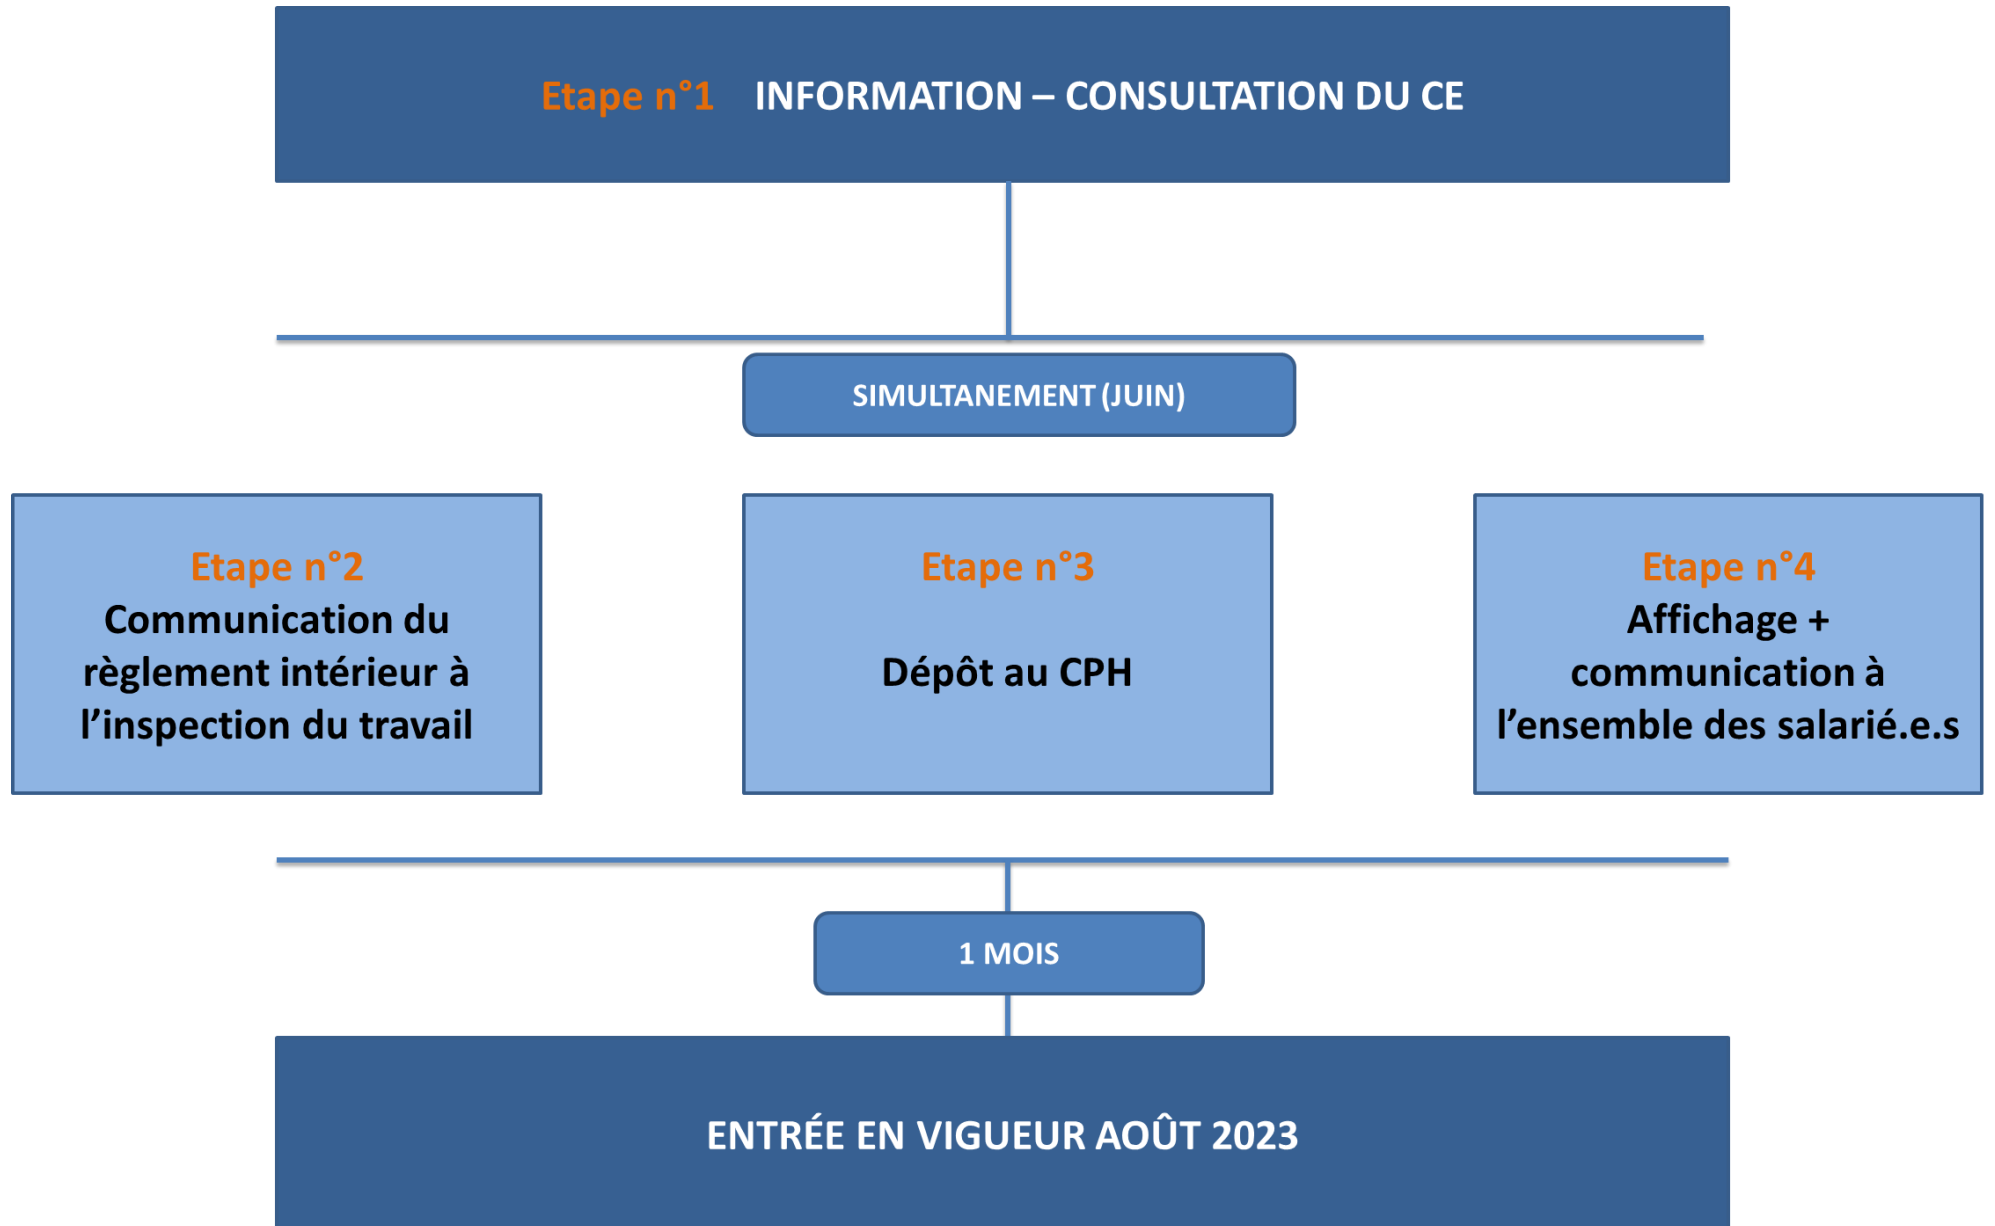 Etape n°1 INFORMATION – CONSULTATION DU CE
SIMULTANEMENT (JUIN)
Etape n°2
Communication du
règlement intérieur à
l’inspection du travail
Etape n°3
Dépôt au CPH
Etape n°4
Affichage +
communication à
l’ensemble des salarié.e.s
1 MOIS
ENTRÉE EN VIGUEUR AOÛT 2023